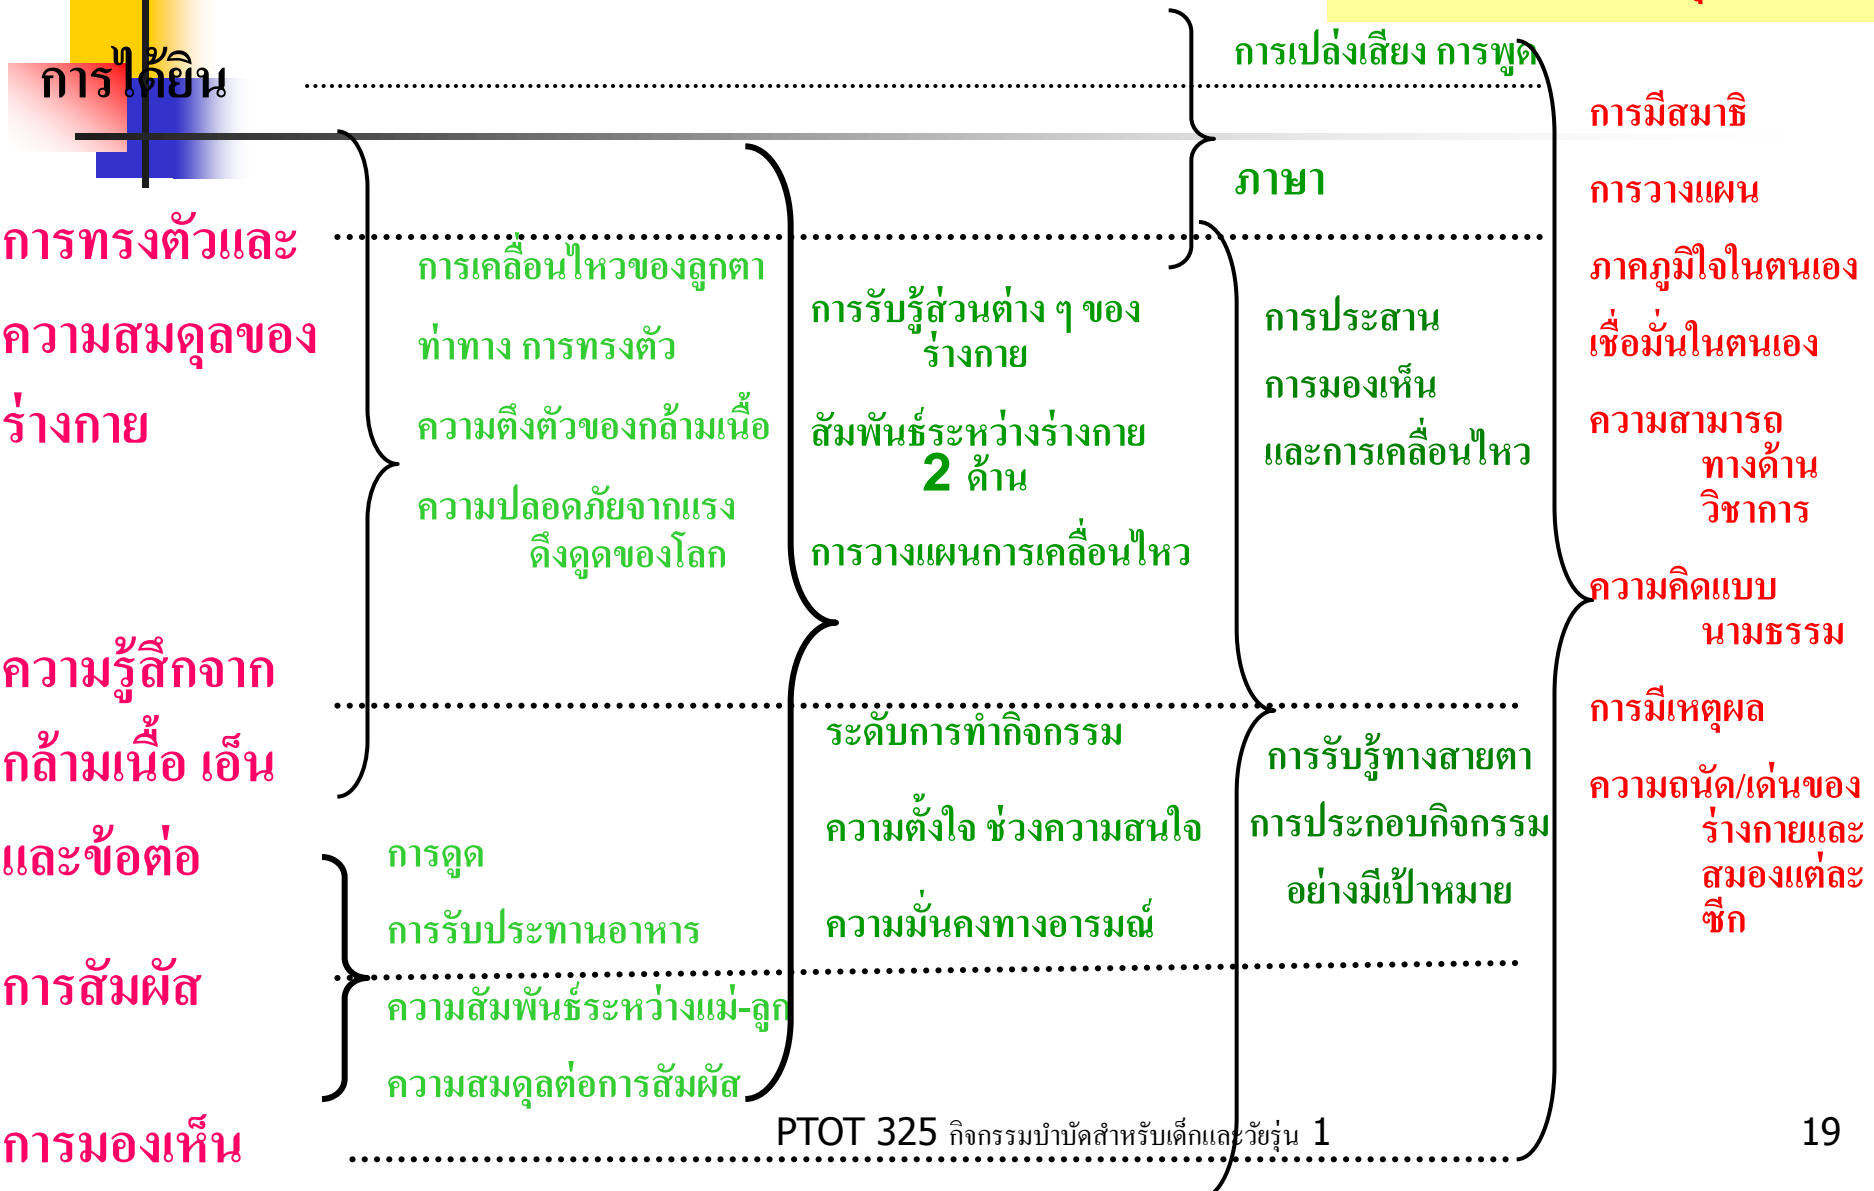 การได้ยิน
การทรงตัวและ
ความสมดุลของ
ร่างกาย
ความรู้สึกจาก
กล้ามเนื้อ เอ็น
และข้อต่อ
การสัมผัส
การมองเห็น
การเคลื่อนไหวของลูกตา
ท่าทาง การทรงตัว
ความตึงตัวของกล้ามเนื้อ
ความปลอดภัยจากแรง
ดึงดูดของโลก
การดูด
การรับประทานอาหาร
ความสัมพันธ์ระหว่างแม่-ลูก
ความสมดุลต่อการสัมผัส
การรับรู้ส่วนต่าง ๆ ของ
ร่างกาย
สัมพันธ์ระหว่างร่างกาย
2 ด้าน
การวางแผนการเคลื่อนไหว
ระดับการทำกิจกรรม
ความตั้งใจ ช่วงความสนใจ
ความมั่นคงทางอารมณ์
การเปล่งเสียง การพูด
ภาษา
การประสาน
การมองเห็น
และการเคลื่อนไหว
การรับรู้ทางสายตา
การประกอบกิจกรรม
อย่างมีเป้าหมาย
การมีสมาธิ
การวางแผน
ภาคภูมิใจในตนเอง
เชื่อมั่นในตนเอง
ความสามารถ
ทางด้าน
วิชาการ
ความคิดแบบ
นามธรรม
การมีเหตุผล
ความถนัด/เด่นของ
ร่างกายและ
สมองแต่ละ
ซีก
PTOT 325 กิจกรรมบำบัดสำหรับเด็กและวัยรุ่น 1
19